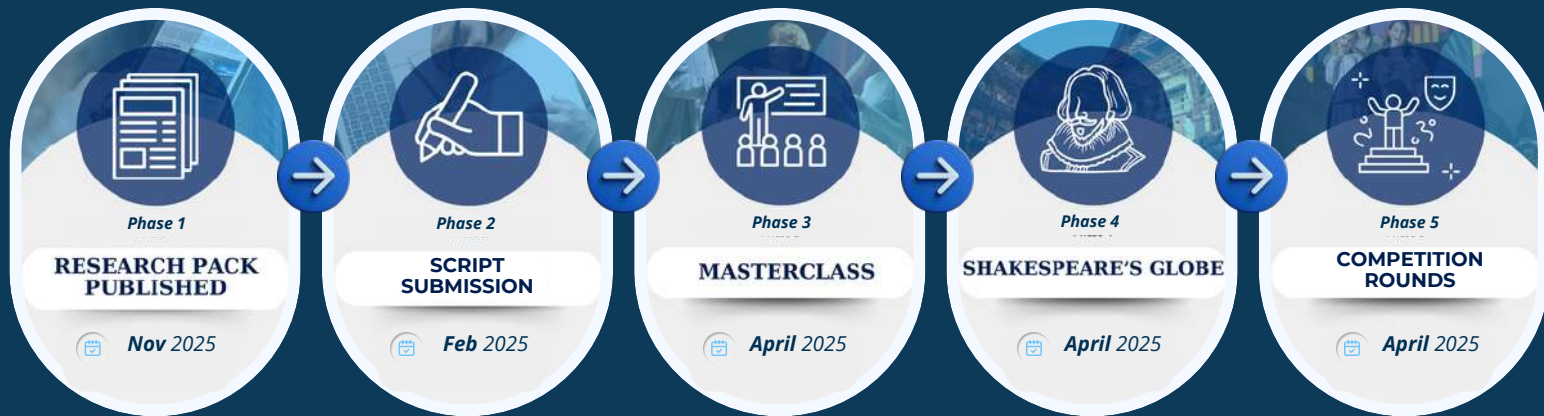 Phase 1
RESEARCH PACK
PUBLISHED
Nov 2025
Phase 2
SCRIPT
SUBMISSION
Feb 2025
Phase 3
MASTERCLASS
April 2025
Phase 4
SHAKESPEARE'S GLOBE
April 2025
Phase 5
COMPETITION
ROUNDS
April 2025